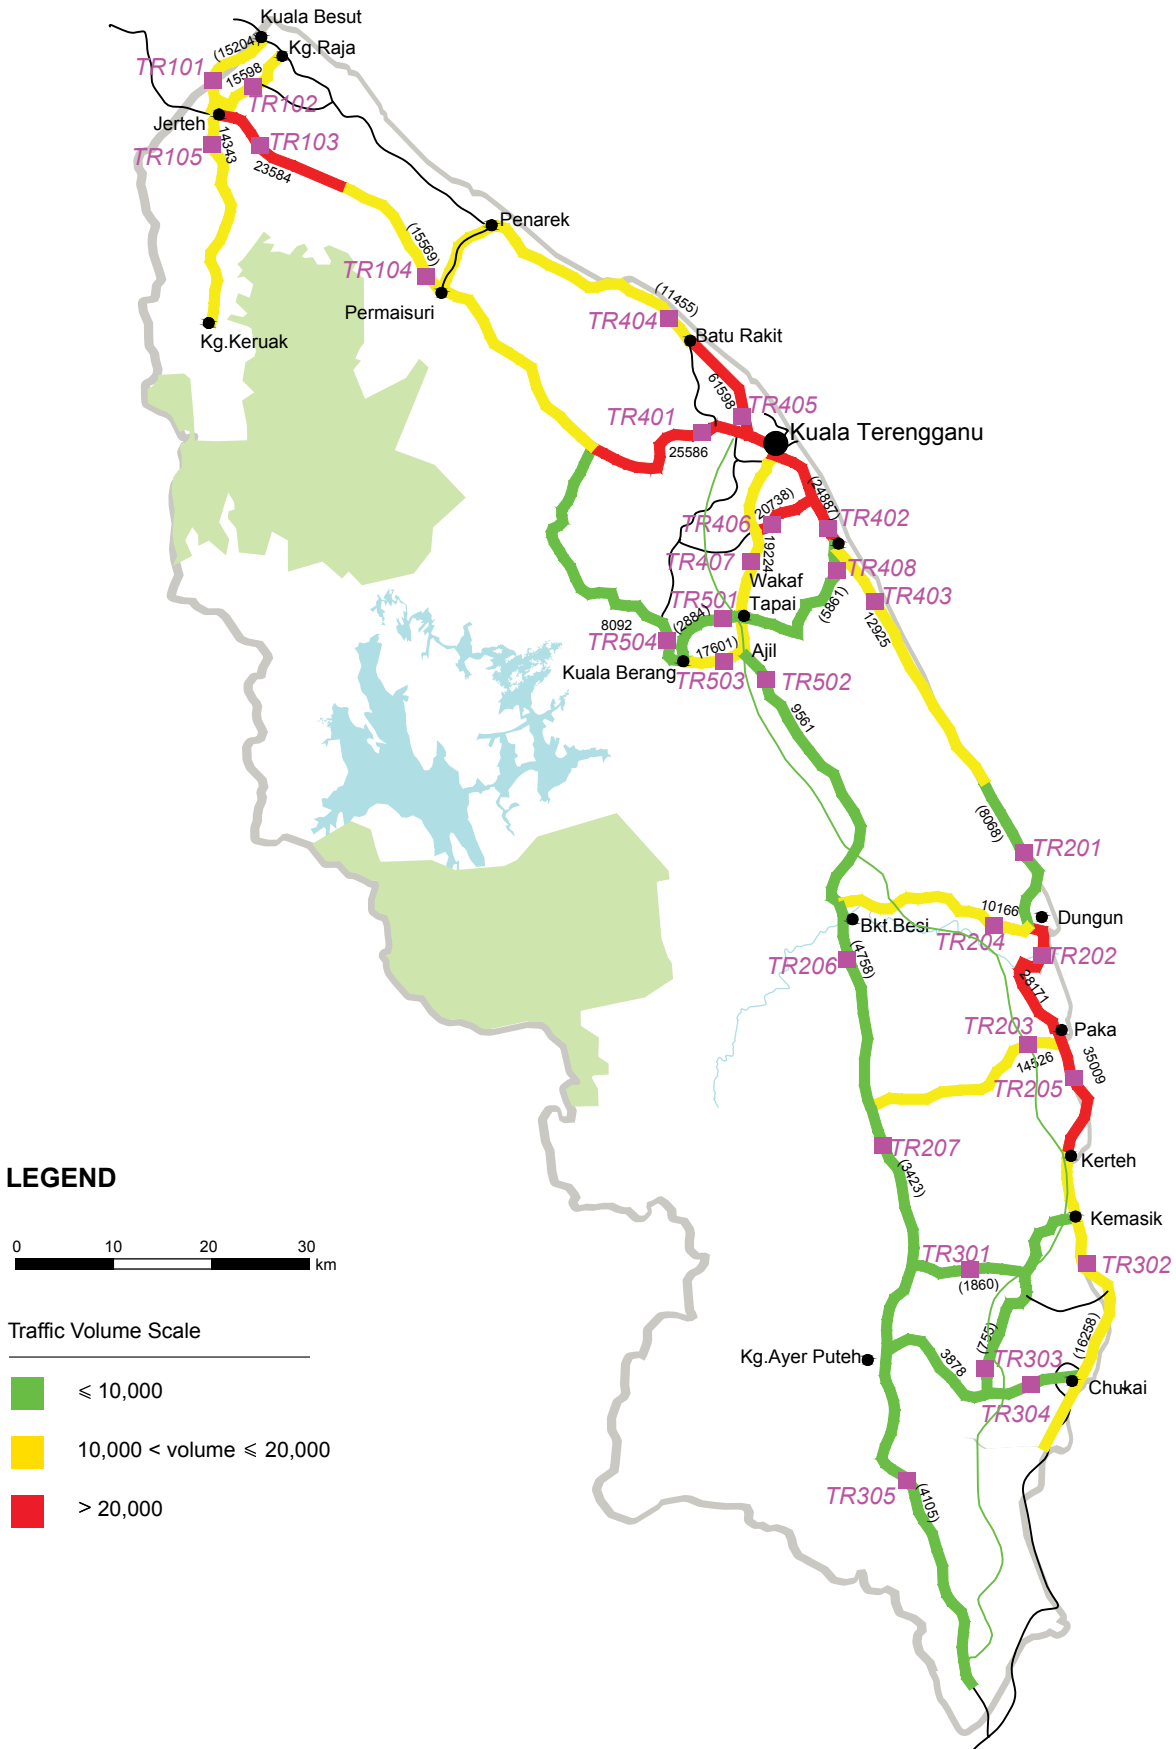 Kuala Besut
(15204)
Kg.Raja
TR101
15598
TR102
Jerteh
14343
TR103
TR105
23584
Penarek
(15569)
TR104
Permaisuri
(11455)
TR404
Batu Rakit
Kg.Keruak
61598
TR405
TR401
Kuala Terengganu
25586
(24887)
20738)
TR402
TR406
19224
TR407
TR408
Wakaf
Tapai
TR501
(5861)
TR403
12925
8092
(2884)
TR504
17601)
Ajil
Kuala Berang
TR503
TR502
9561
(8068)
TR201
10166
Dungun
Bkt.Besi
TR204
TR202
(4758)
TR206
28171
TR203
Paka
14526
35009
TR205
TR207
Kerteh
(3423)
LEGEND
Kemasik
0 10 20 30
km
TR301
TR302
(1860)
Traffic Volume Scale
(755)
(16258)
Kg.Ayer Puteh
3878
TR303
Chukai
⩽ 10,000
TR304
10,000 < volume ⩽ 20,000
TR305
(4105)
> 20,000